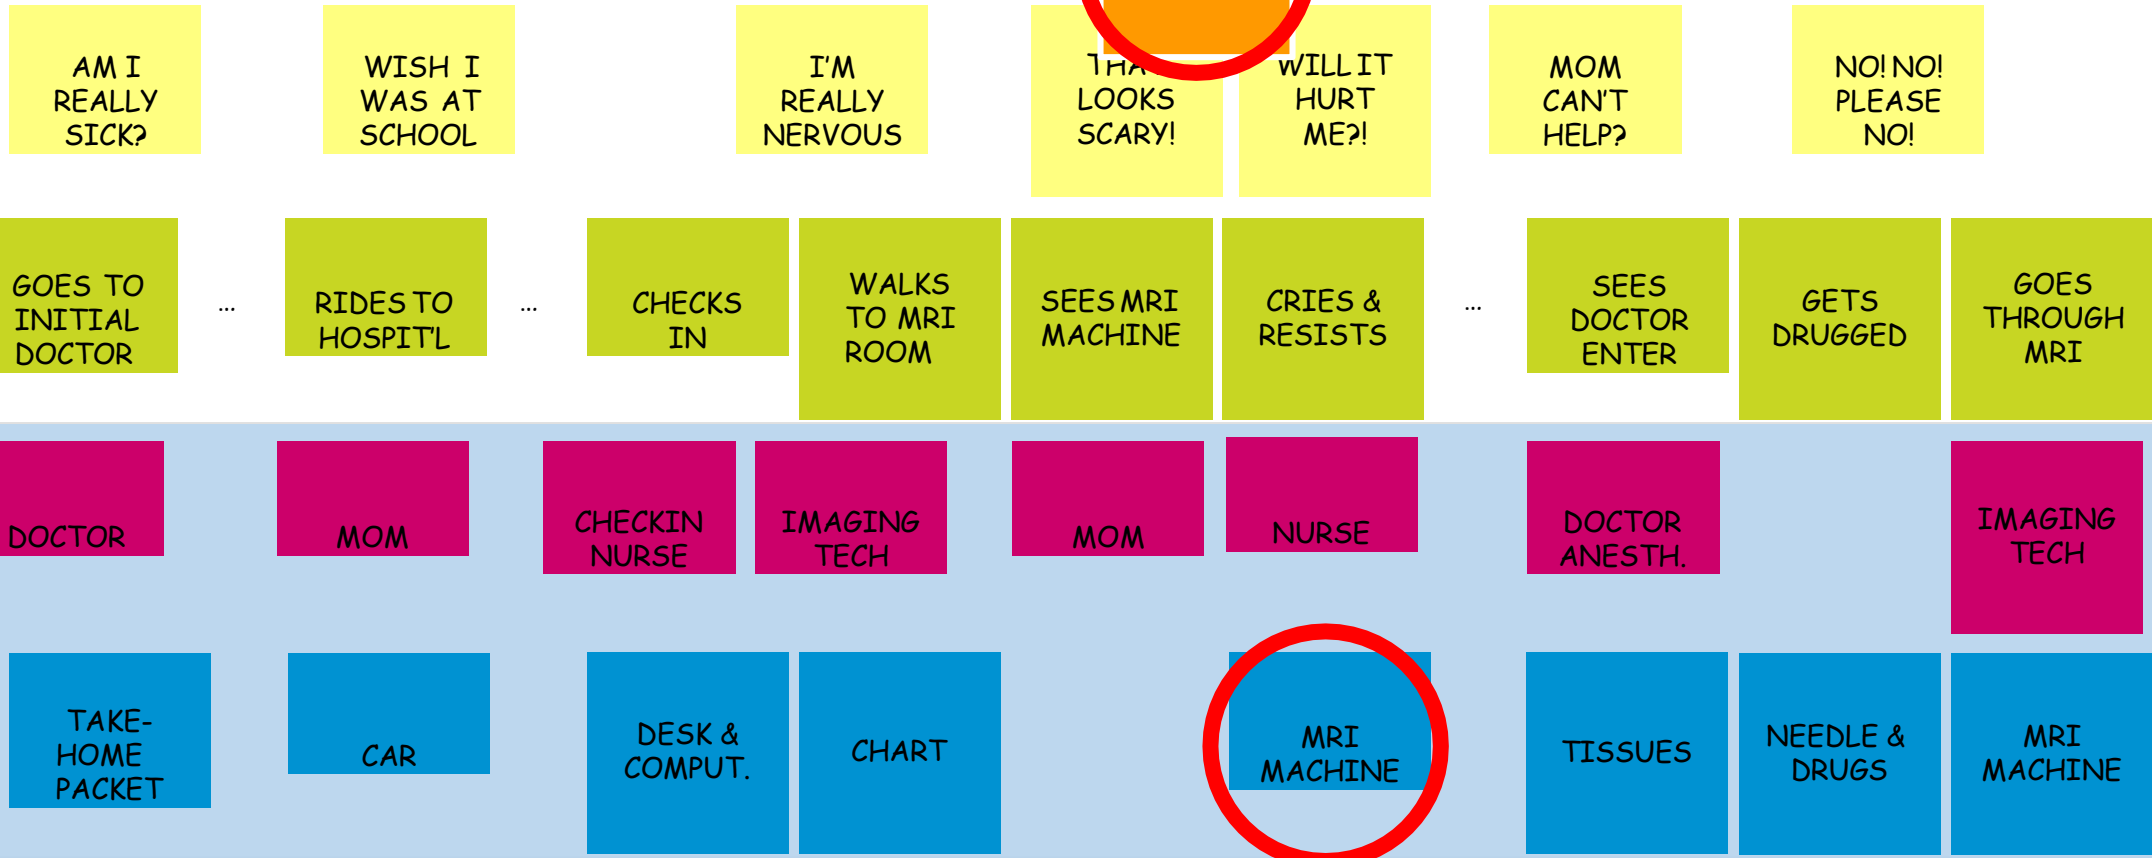 AM I
REALLY
SICK?
WISH I
WAS AT
SCHOOL
I'M
REALLY
NERVOUS
LOOKS
SCARY!
WILL IT
HURT
ME?!
MOM
CAN'T
HELP?
NO! NO!
PLEASE
NO!
GOES TO
INITIAL
DOCTOR
...
RIDES TO
HOSPIT'L
...
CHECKS
IN
WALKS
TO MRI
ROOM
SEES MRI
MACHINE
CRIES &
RESISTS
...
SEES
DOCTOR
ENTER
GETS
DRUGGED
GOES
THROUGH
MRI
DOCTOR
MOM
CHECKIN
NURSE
IMAGING
TECH
MOM
NURSE
DOCTOR
ANESTH.
IMAGING
TECH
TAKE-
HOME
PACKET
CAR
DESK &
COMPUT.
CHART
MRI
MACHINE
TISSUES
NEEDLE &
DRUGS
MRI
MACHINE